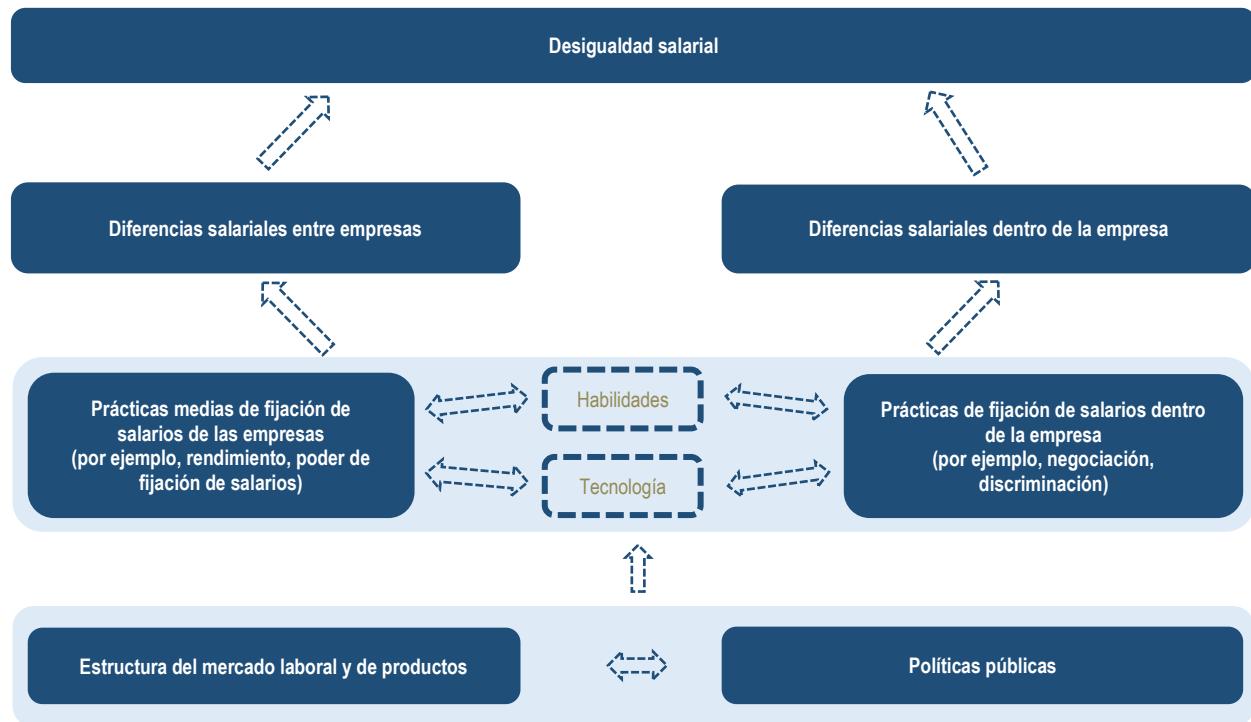 Desigualdad salarial
Diferencias salariales entre empresas
Diferencias salariales dentro de la empresa
Prácticas medias de fijación de
salarios de las empresas
(por ejemplo, rendimiento, poder de
fijación de salarios)
Habilidades
Tecnología
Prácticas de fijación de salarios dentro
de la empresa
(por ejemplo, negociación,
discriminación)
Estructura del mercado laboral y de productos
Políticas públicas